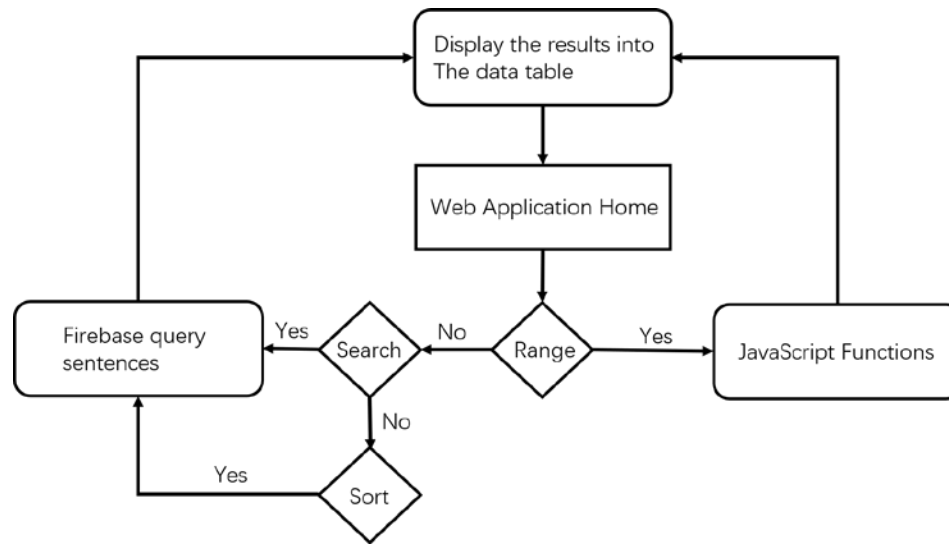 Display the results into
The data table
Web Application Home
Firebase query
sentences
Yes
Search
No
Range
Yes
JavaScript Functions
No
Yes
Sort